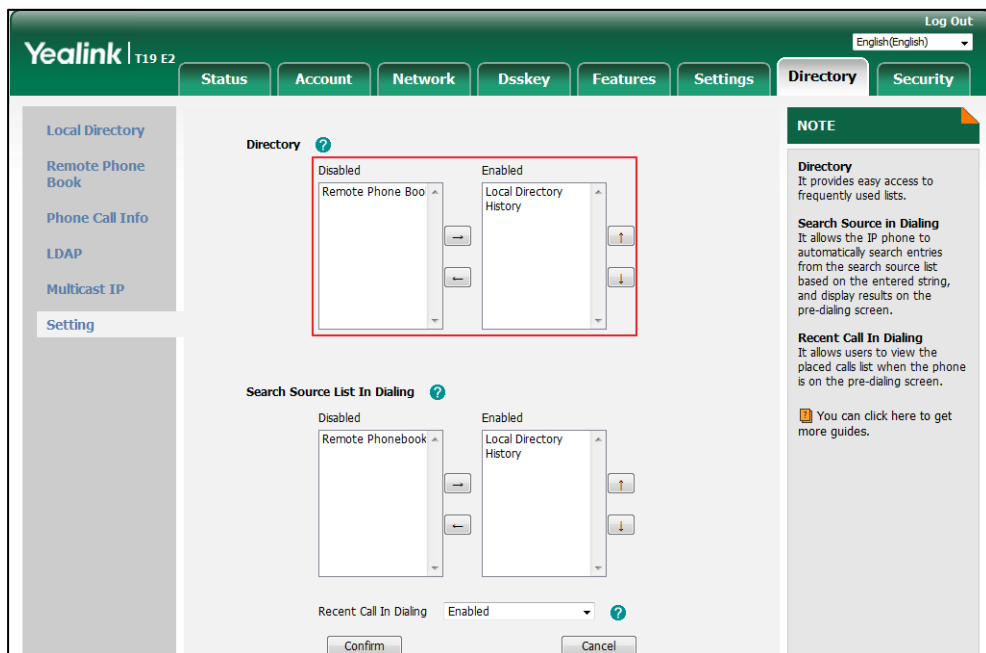 Log Out
Yealink | T19 E2
English(English)
Status
Account
Network
Dsskey
Features
Settings
Directory
Security
Local Directory
Remote Phone
Book
Phone Call Info
LDAP
Multicast IP
Setting
Directory ?
Disabled
Enabled
Remote Phone Boo
Local Directory
History
→
←
↑
↓
Search Source List In Dialing ?
Disabled
Enabled
Remote Phonebook
Local Directory
History
→
←
↑
↓
Recent Call In Dialing Enabled ?
Confirm
Cancel
NOTE
Directory
It provides easy access to
frequently used lists.
Search Source in Dialing
It allows the IP phone to
automatically search entries
from the search source list
based on the entered string,
and display results on the
pre-dialing screen.
Recent Call In Dialing
It allows users to view the
placed calls list when the phone
is on the pre-dialing screen.
? You can click here to get
more guides.